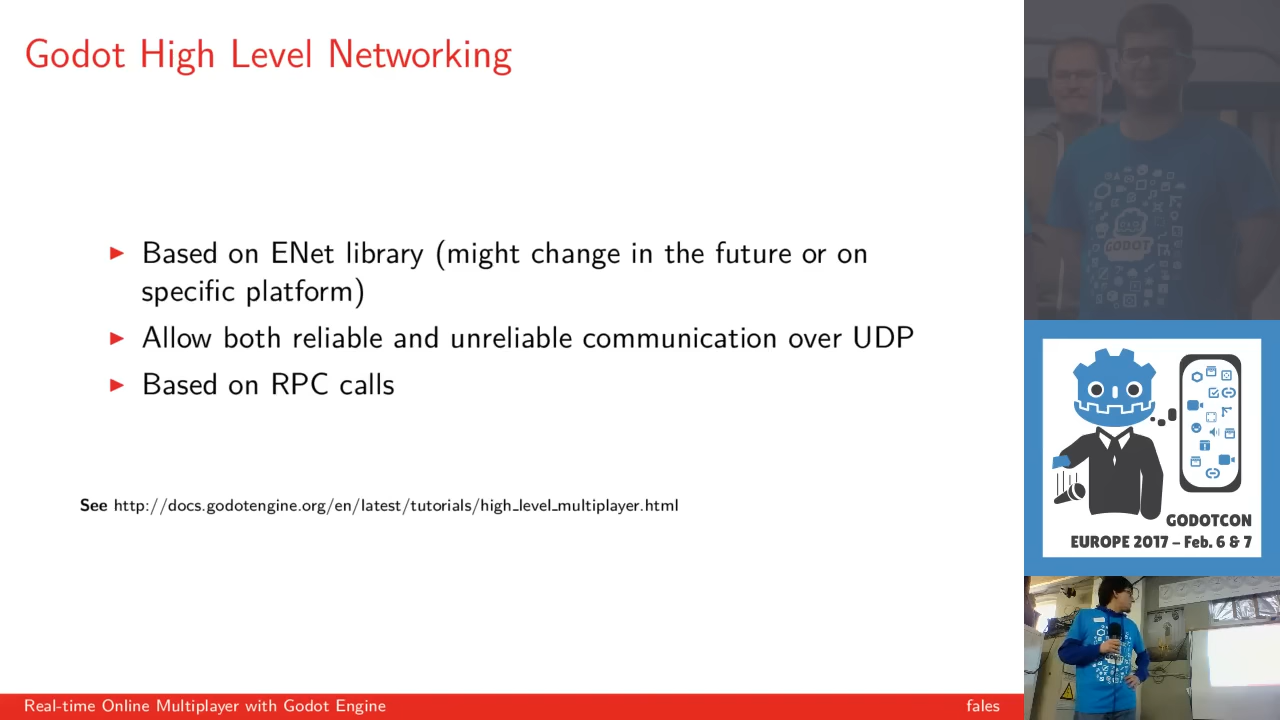 Godot High Level Networking
Based on ENet library (might change in the future or on
specific platform)
Allow both reliable and unreliable communication over UDP
Based on RPC calls
See http://docs.godotengine.org/en/latest/tutorials/high_level_multiplayer.html
Real-time Online Multiplayer with Godot Engine
fales
GODOT
GODOTCON
EUROPE 2017 – Feb. 6 & 7